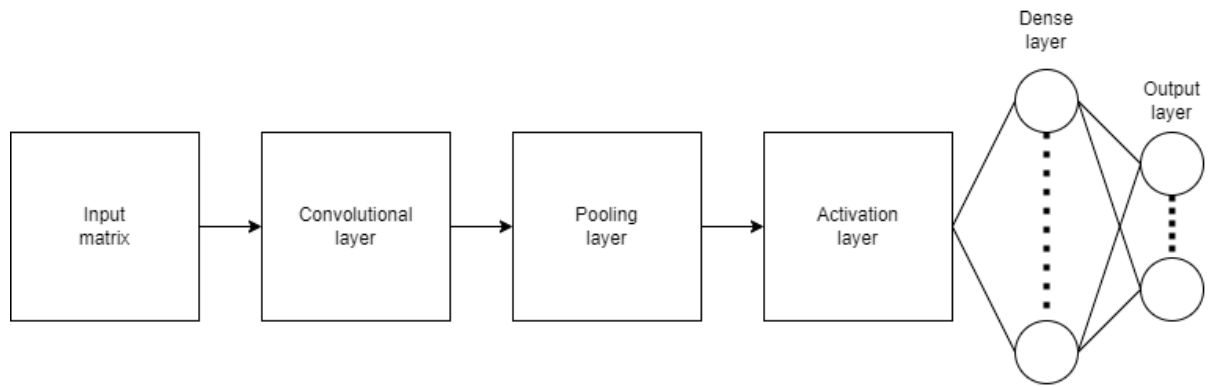 Input
matrix
Convolutional
layer
Pooling
layer
Activation
layer
Dense
layer
Output
layer